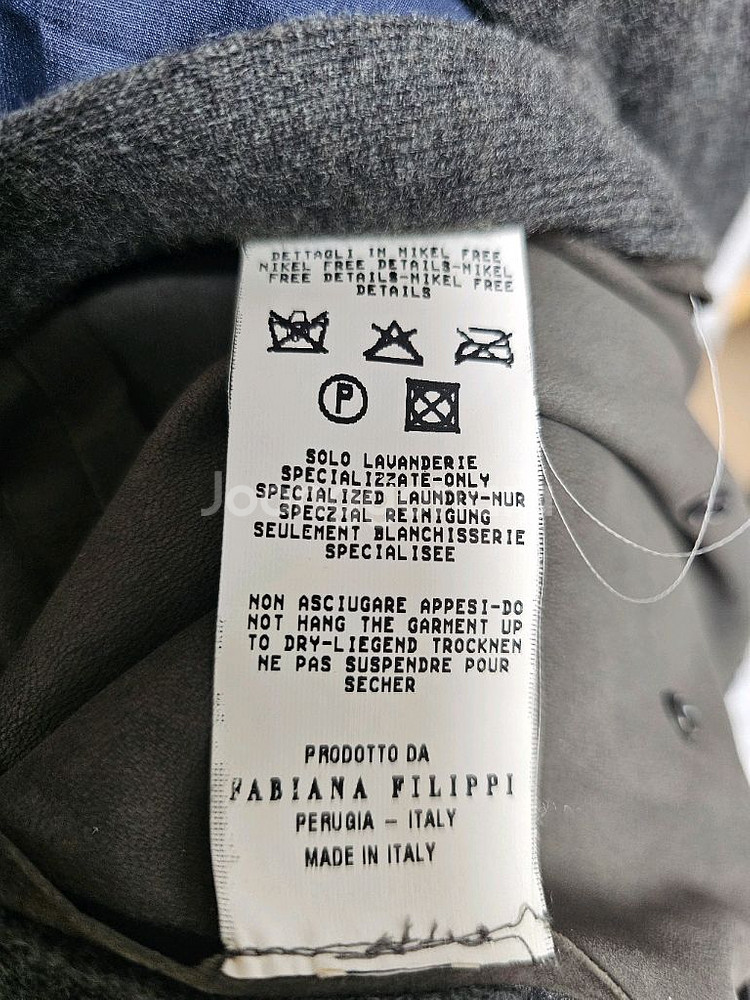 DETTAGLI IN NIKEL FREE
NIKEL FREE DETAILS-NIKEL
FREE DETAILS-NIKEL FREE
DETAILS
P
SOLO LAVANDERIE
SPECIALIZZATE-ONLY
SPECIALIZED LAUNDRY-NUR
SPECZIAL REINIGUNG
SEULEMENT BLANCHISSERIE
SPECIALISEE
NON ASCIUGARE APPESI-DO
NOT HANG THE GARMENT UP
TO DRY-LIEGEND TROCKNEN
NE PAS SUSPENDRE POUR
SECHER
PRODOTTO DA
FABIANA FILIPPI
PERUGIA – ITALY
MADE IN ITALY